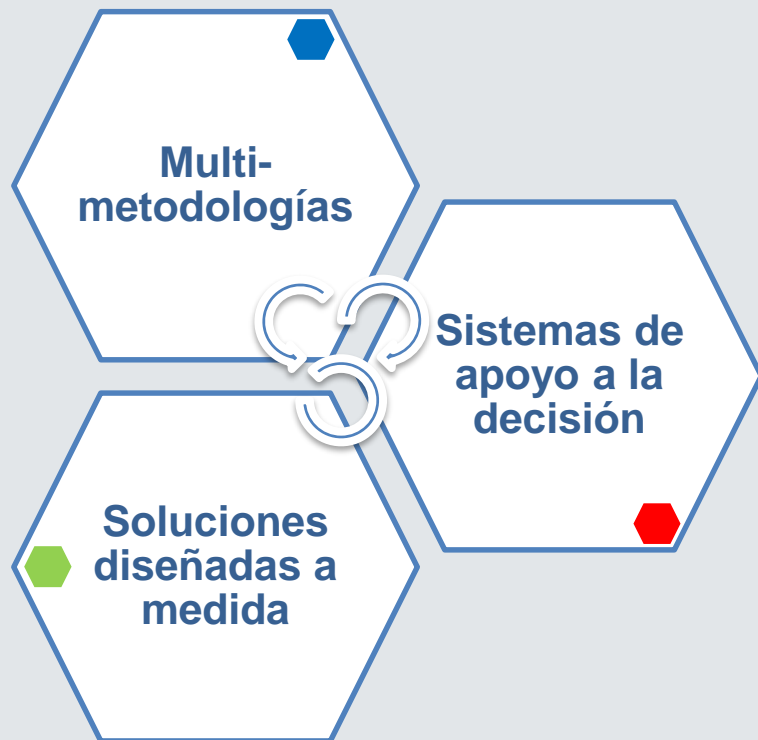 Multi-
metodologías
Sistemas de
apoyo a la
decisión
Soluciones
diseñadas a
medida